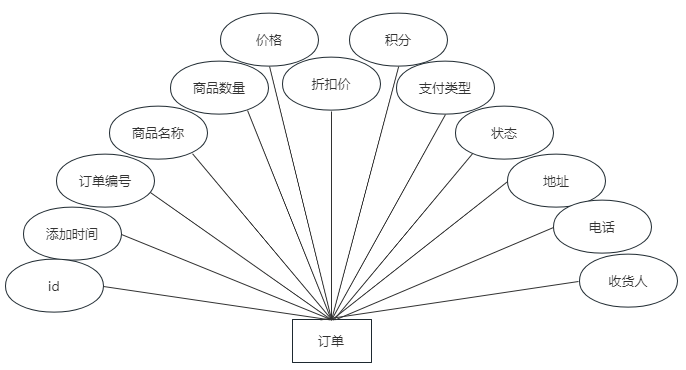 价格
积分
商品数量
折扣价
支付类型
商品名称
状态
订单编号
地址
添加时间
电话
id
收货人
订单